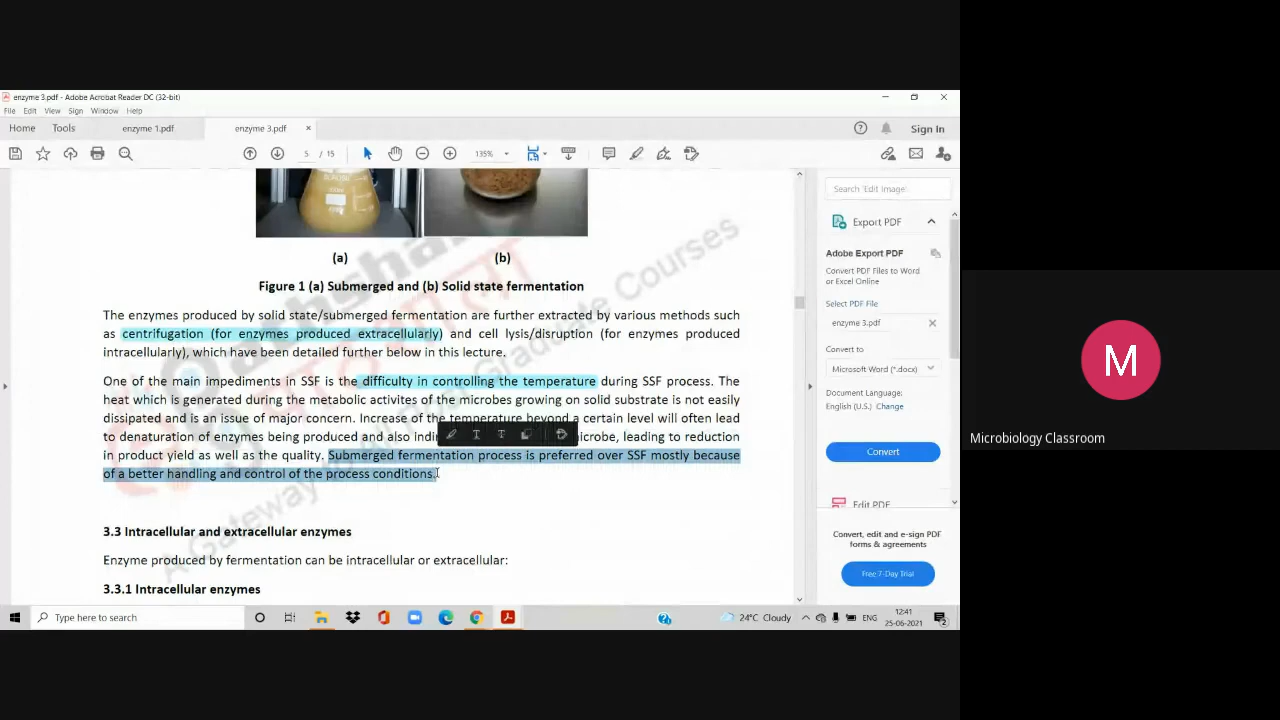 enzyme 3.pdf - Adobe Acrobat Reader DC (32-bit)
File Edit View Sign Window Help
Home Tools enzyme 1.pdf enzyme 3.pdf × Sign In
5 / 15 135%
Search 'Edit Image'
Export PDF
Adobe Export PDF
Convert PDF Files to Word
or Excel Online
Select PDF File
enzyme 3.pdf
Convert to
Microsoft Word (*.docx)
Document Language:
English (U.S.) Change
Convert
Edit PDF
Convert, edit and e-sign PDF
forms & agreements
Free 7-Day Trial
(a) (b)
Figure 1 (a) Submerged and (b) Solid state fermentation
The enzymes produced by solid state/submerged fermentation are further extracted by various methods such
as centrifugation (for enzymes produced extracellularly) and cell lysis/disruption (for enzymes produced
intracellularly), which have been detailed further below in this lecture.
One of the main impediments in SSF is the difficulty in controlling the temperature during SSF process. The
heat which is generated during the metabolic activites of the microbes growing on solid substrate is not easily
dissipated and is an issue of major concern. Increase of the temperature beyond a certain level will often lead
to denaturation of enzymes being produced and also indi microbe, leading to reduction
in product yield as well as the quality. Submerged fermentation process is preferred over SSF mostly because
of a better handling and control of the process conditions.
3.3 Intracellular and extracellular enzymes
Enzyme produced by fermentation can be intracellular or extracellular:
3.3.1 Intracellular enzymes
A Gateway Graduate Courses
Type here to search
24°C Cloudy ENG 12:41
25-06-2021
2
M
Microbiology Classroom